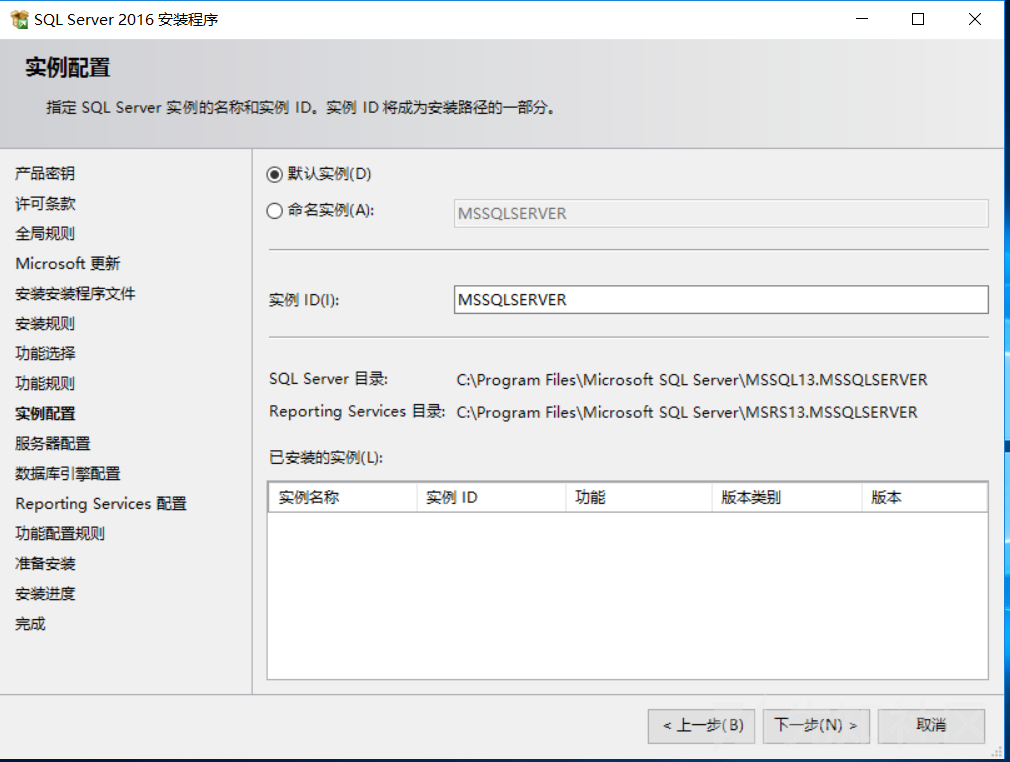 SQL Server 2016 安装程序
实例配置
指定 SQL Server 实例的名称和实例 ID。实例 ID 将成为安装路径的一部分。
产品密钥
许可条款
全局规则
Microsoft 更新
安装安装程序文件
安装规则
功能选择
功能规则
实例配置
服务器配置
数据库引擎配置
Reporting Services 配置
功能配置规则
准备安装
安装进度
完成
默认实例(D)
命名实例(A): MSSQLSERVER
实例 ID(I): MSSQLSERVER
SQL Server 目录: C:\Program Files\Microsoft SQL Server\MSSQL13.MSSQLSERVER
Reporting Services 目录: C:\Program Files\Microsoft SQL Server\MSRS13.MSSQLSERVER
已安装的实例(L):
实例名称 实例 ID 功能 版本类别 版本
< 上一步(B) 下一步(N) > 取消